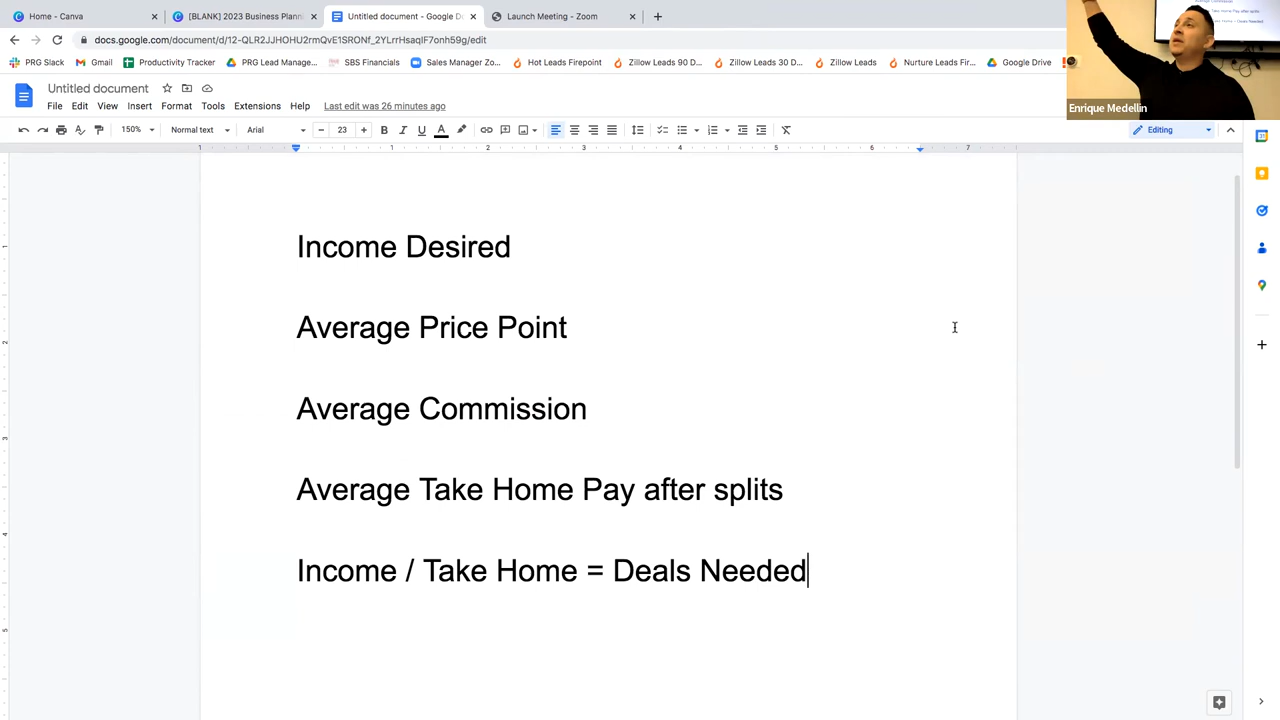 Home - Canva
[BLANK] 2023 Business Planni
Untitled document - Google Do
Launch Meeting - Zoom
docs.google.com/document/d/12-QLR2JJHOHU2rmQvE1SRONf_2YLrrHsaqIF7onh59g/edit
PRG Slack
Gmail
Productivity Tracker
PRG Lead Manage...
SBS Financials
Sales Manager Zo...
Hot Leads Firepoint
Zillow Leads 90 D...
Zillow Leads 30 D...
Zillow Leads
Nurture Leads Fir...
Google Drive
Untitled document
File Edit View Insert Format Tools Extensions Help Last edit was 26 minutes ago
150% Normal text Arial 23 Editing
Enrique Medellin
Income Desired
Average Price Point
Average Commission
Average Take Home Pay after splits
Income / Take Home = Deals Needed